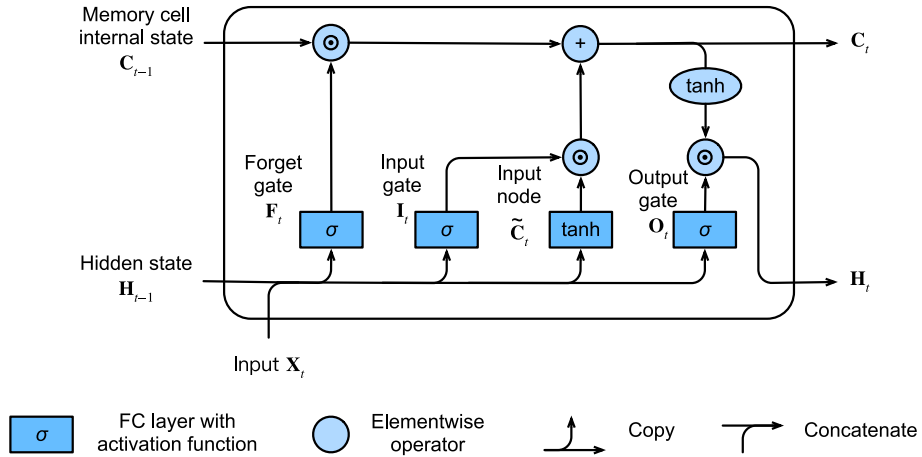 Memory cell
internal state
C_{t−1}
⊙
+
C_t
tanh
Forget
gate
F_t
Input
gate
I_t
Input
node
C̃_t
⊙
Output
gate
O_t
⊙
σ
σ
tanh
σ
Hidden state
H_{t−1}
H_t
Input X_t
σ
FC layer with
activation function
Elementwise
operator
Copy
Concatenate